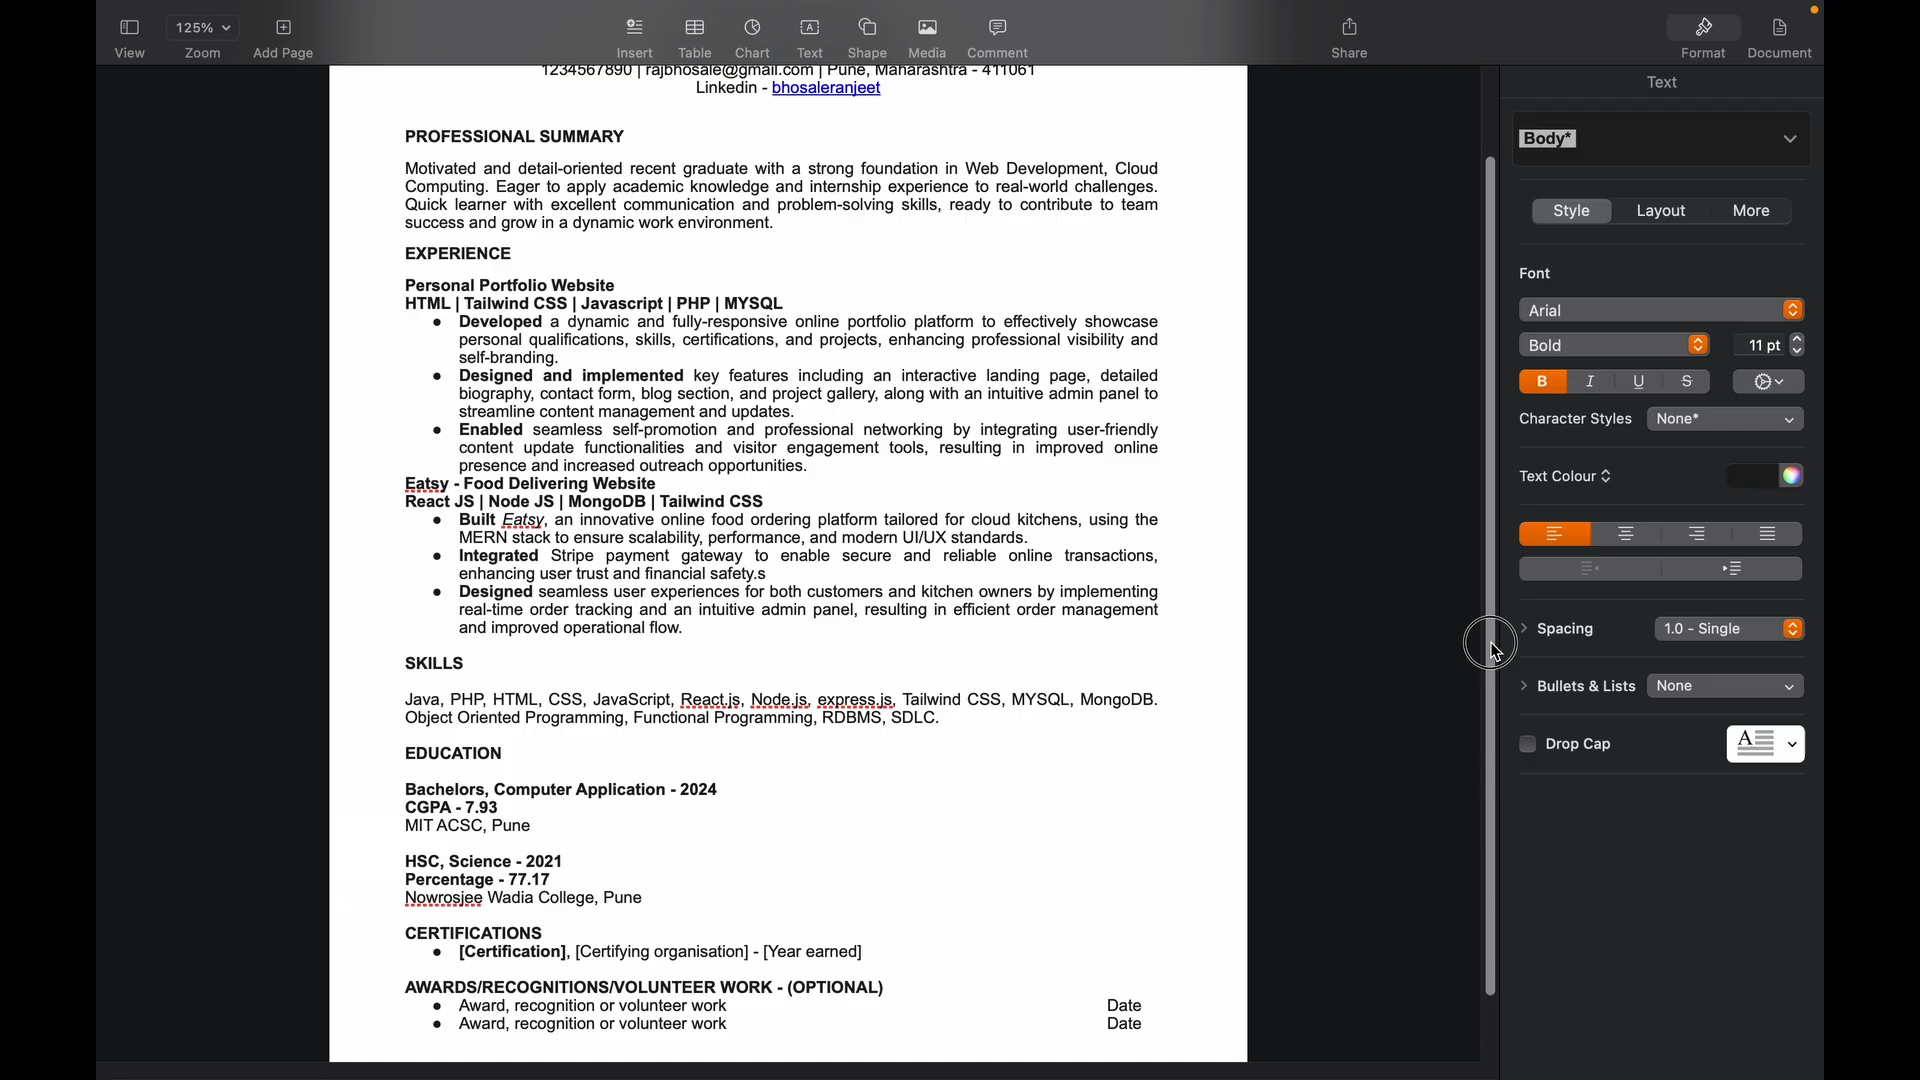 125%
View
Zoom
Add Page
Insert
Table
Chart
Text
Shape
Media
Comment
Share
Format
Document
1234567890 | rajbhosale@gmail.com | Pune, Maharashtra - 411061
Linkedin - bhosaleranjeet
PROFESSIONAL SUMMARY
Motivated and detail-oriented recent graduate with a strong foundation in Web Development, Cloud
Computing. Eager to apply academic knowledge and internship experience to real-world challenges.
Quick learner with excellent communication and problem-solving skills, ready to contribute to team
success and grow in a dynamic work environment.
EXPERIENCE
Personal Portfolio Website
HTML | Tailwind CSS | Javascript | PHP | MYSQL
● Developed a dynamic and fully-responsive online portfolio platform to effectively showcase
personal qualifications, skills, certifications, and projects, enhancing professional visibility and
self-branding.
● Designed and implemented key features including an interactive landing page, detailed
biography, contact form, blog section, and project gallery, along with an intuitive admin panel to
streamline content management and updates.
● Enabled seamless self-promotion and professional networking by integrating user-friendly
content update functionalities and visitor engagement tools, resulting in improved online
presence and increased outreach opportunities.
Eatsy - Food Delivering Website
React JS | Node JS | MongoDB | Tailwind CSS
● Built Eatsy, an innovative online food ordering platform tailored for cloud kitchens, using the
MERN stack to ensure scalability, performance, and modern UI/UX standards.
● Integrated Stripe payment gateway to enable secure and reliable online transactions,
enhancing user trust and financial safety.s
● Designed seamless user experiences for both customers and kitchen owners by implementing
real-time order tracking and an intuitive admin panel, resulting in efficient order management
and improved operational flow.
SKILLS
Java, PHP, HTML, CSS, JavaScript, React.js, Node.js, express.js, Tailwind CSS, MYSQL, MongoDB.
Object Oriented Programming, Functional Programming, RDBMS, SDLC.
EDUCATION
Bachelors, Computer Application - 2024
CGPA - 7.93
MIT ACSC, Pune
HSC, Science - 2021
Percentage - 77.17
Nowrosjee Wadia College, Pune
CERTIFICATIONS
● [Certification], [Certifying organisation] - [Year earned]
AWARDS/RECOGNITIONS/VOLUNTEER WORK - (OPTIONAL)
● Award, recognition or volunteer work Date
● Award, recognition or volunteer work Date
Text
Body*
Style
Layout
More
Font
Arial
Bold
11 pt
B I U S
Character Styles
None*
Text Colour
Spacing
1.0 - Single
Bullets & Lists
None
Drop Cap
A